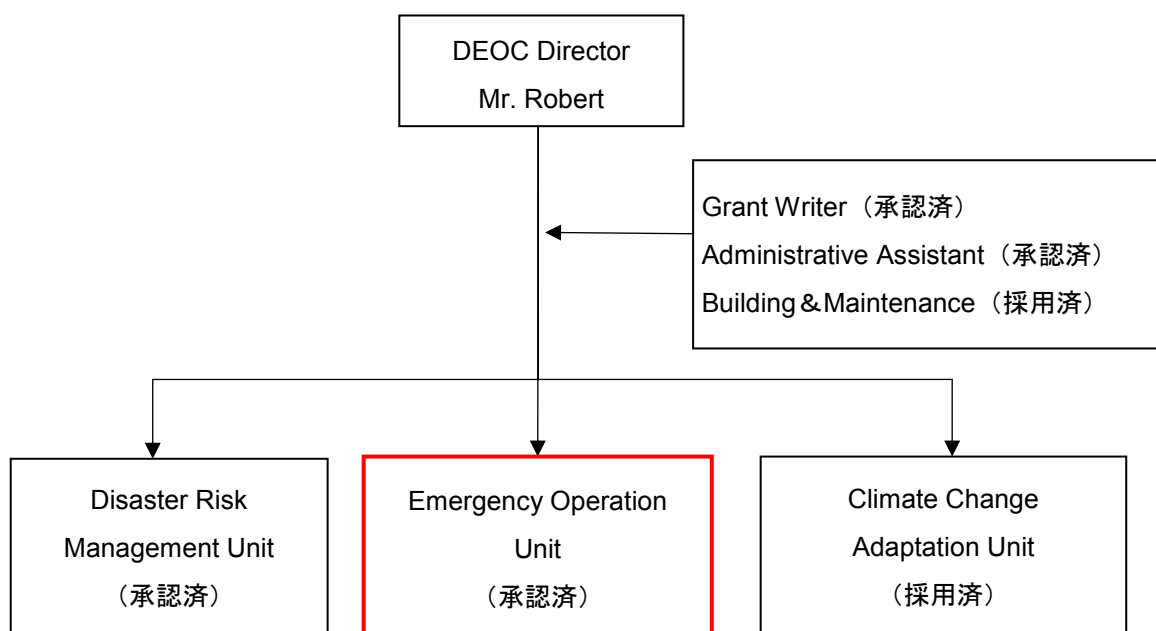 DEOC Director
Mr. Robert
Grant Writer（承認済）
Administrative Assistant（承認済）
Building＆Maintenance（採用済）
Disaster Risk
Management Unit
（承認済）
Emergency Operation
Unit
（承認済）
Climate Change
Adaptation Unit
（採用済）